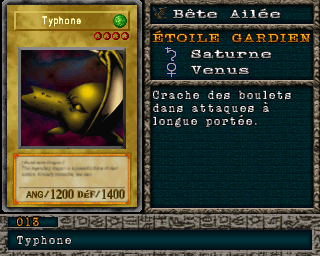 Typhone
ANG/1200 DéF/1400
Bête Ailée
ÉTOILE GARDIEN
Saturne
Venus
Crache des boulets
dans attaques à
longue portée.
013
Typhone